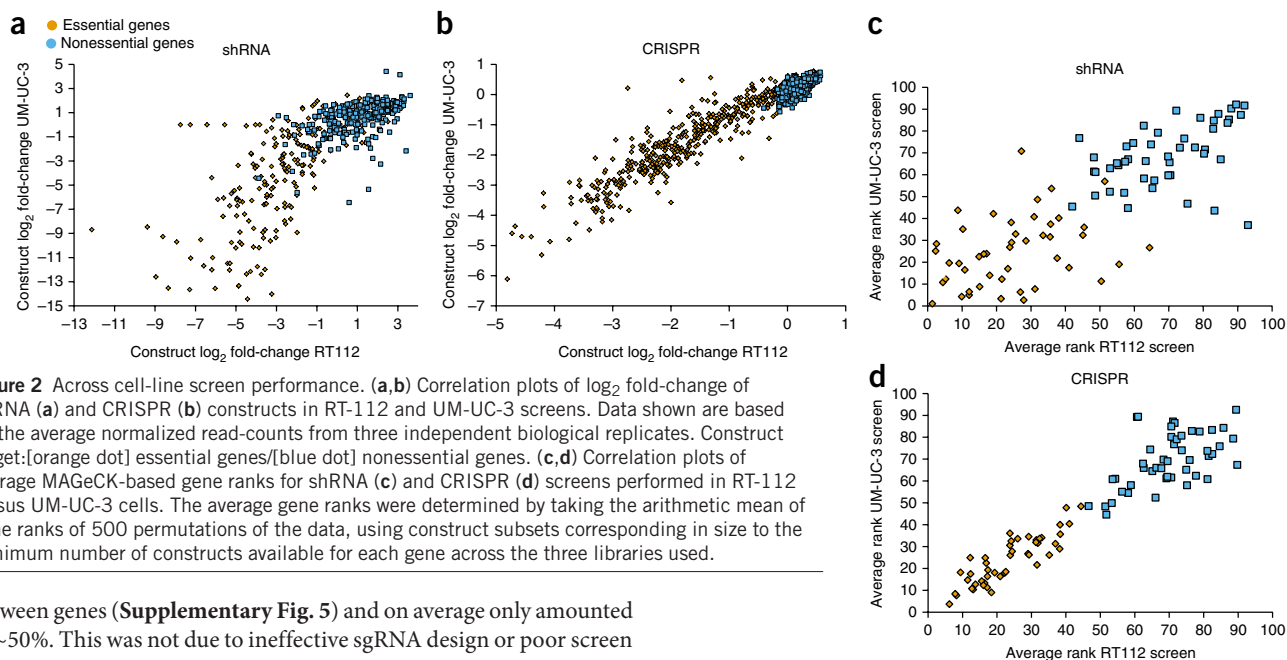 a
Essential genes
Nonessential genes
shRNA
Construct log2 fold-change UM-UC-3
5
3
1
−1
−3
−5
−7
−9
−11
−13
−15
−13 −11 −9 −7 −5 −3 −1 1 3
Construct log2 fold-change RT112
b
CRISPR
Construct log2 fold-change UM-UC-3
1
0
−1
−2
−3
−4
−5
−6
−7
−5 −4 −3 −2 −1 0 1
Construct log2 fold-change RT112
c
shRNA
Average rank UM-UC-3 screen
100
90
80
70
60
50
40
30
20
10
0
0 10 20 30 40 50 60 70 80 90 100
Average rank RT112 screen
d
CRISPR
Average rank UM-UC-3 screen
100
90
80
70
60
50
40
30
20
10
0
0 10 20 30 40 50 60 70 80 90 100
Average rank RT112 screen
ure 2 Across cell-line screen performance. (a,b) Correlation plots of log2 fold-change of
RNA (a) and CRISPR (b) constructs in RT-112 and UM-UC-3 screens. Data shown are based
the average normalized read-counts from three independent biological replicates. Construct
get:[orange dot] essential genes/[blue dot] nonessential genes. (c,d) Correlation plots of
erage MAGeCK-based gene ranks for shRNA (c) and CRISPR (d) screens performed in RT-112
sus UM-UC-3 cells. The average gene ranks were determined by taking the arithmetic mean of
e ranks of 500 permutations of the data, using construct subsets corresponding in size to the
nimum number of constructs available for each gene across the three libraries used.
ween genes (Supplementary Fig. 5) and on average only amounted
~50%. This was not due to ineffective sgRNA design or poor screen